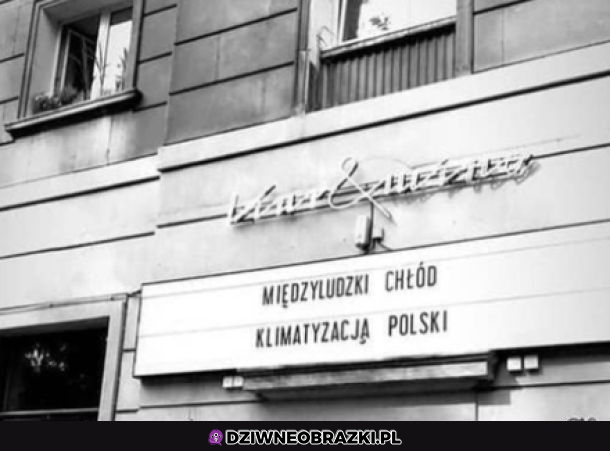 MIĘDZYLUDZKI CHŁÓD
KLIMATYZACJĄ POLSKI
DZIWNEOBRAZKI.PL